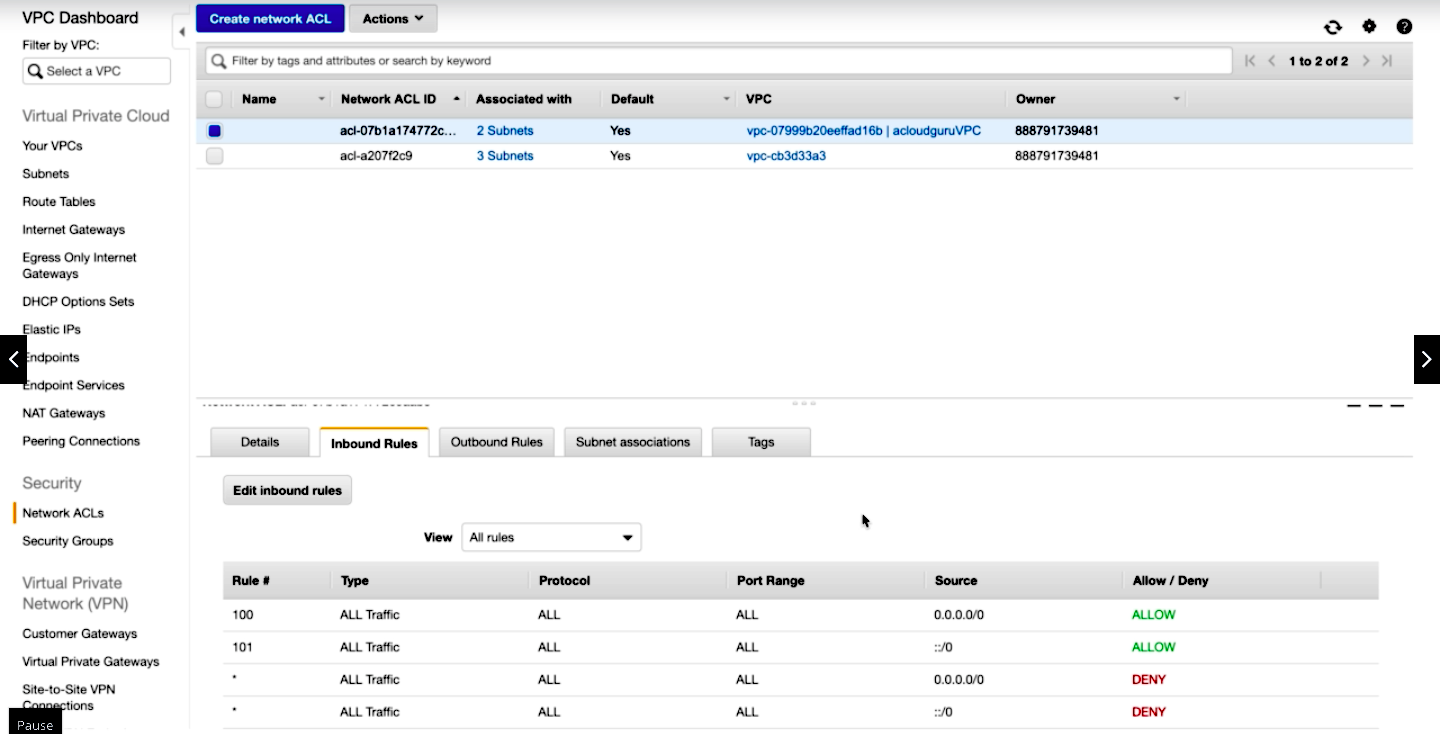 VPC Dashboard
Filter by VPC:
Select a VPC
Virtual Private Cloud
Your VPCs
Subnets
Route Tables
Internet Gateways
Egress Only Internet
Gateways
DHCP Options Sets
Elastic IPs
Endpoints
Endpoint Services
NAT Gateways
Peering Connections
Security
Network ACLs
Security Groups
Virtual Private
Network (VPN)
Customer Gateways
Virtual Private Gateways
Site-to-Site VPN
Connections
Pause
Create network ACL Actions
Filter by tags and attributes or search by keyword 1 to 2 of 2
Name Network ACL ID Associated with Default VPC Owner
acl-07b1a174772c... 2 Subnets Yes vpc-07999b20eeffad16b | acloudguruVPC 888791739481
acl-a207f2c9 3 Subnets Yes vpc-cb3d33a3 888791739481
Details Inbound Rules Outbound Rules Subnet associations Tags
Edit inbound rules
View All rules
Rule # Type Protocol Port Range Source Allow / Deny
100 ALL Traffic ALL ALL 0.0.0.0/0 ALLOW
101 ALL Traffic ALL ALL ::/0 ALLOW
* ALL Traffic ALL ALL 0.0.0.0/0 DENY
* ALL Traffic ALL ALL ::/0 DENY